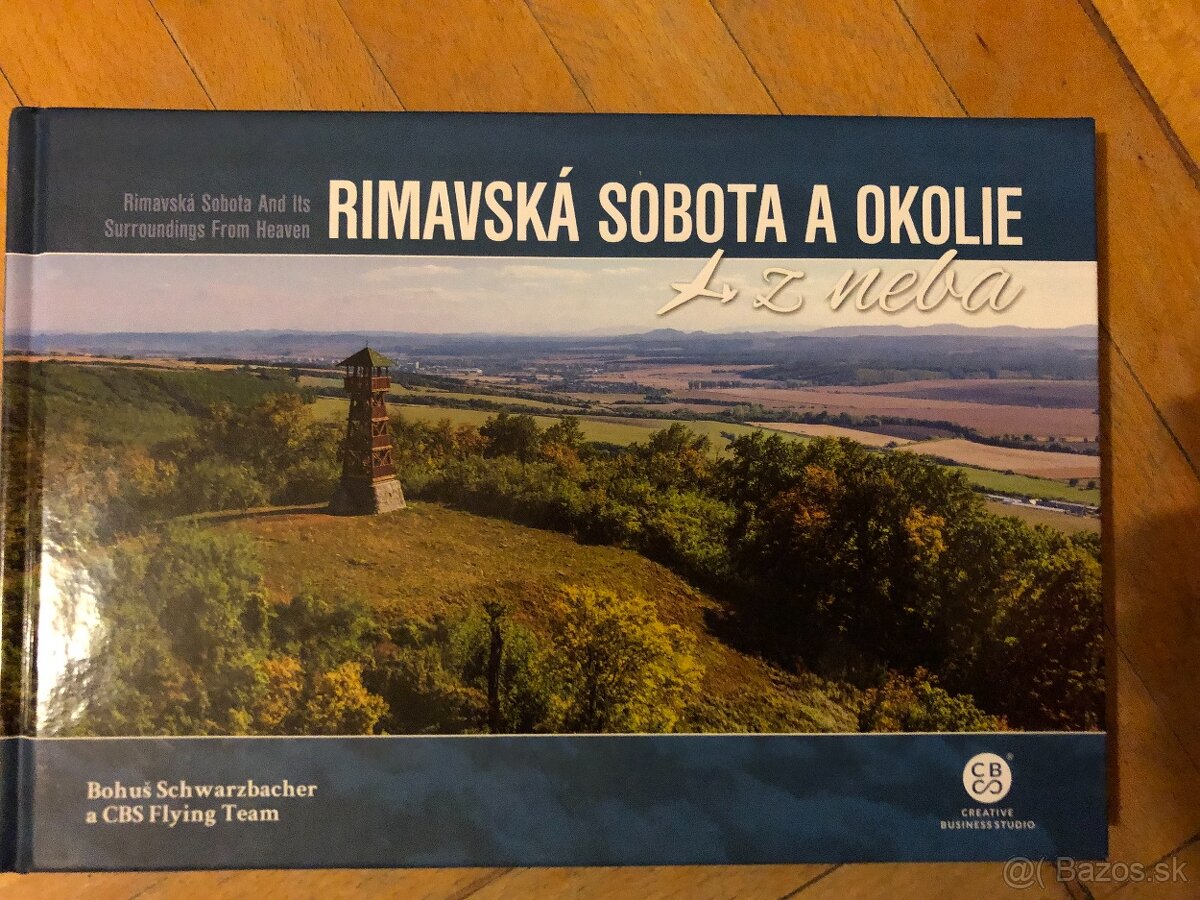 Rimavská Sobota And Its
Surroundings From Heaven
RIMAVSKÁ SOBOTA A OKOLIE
z neba
Bohuš Schwarzbacher
a CBS Flying Team
CBS
®
CREATIVE
BUSINESS STUDIO
@( Bazos.sk